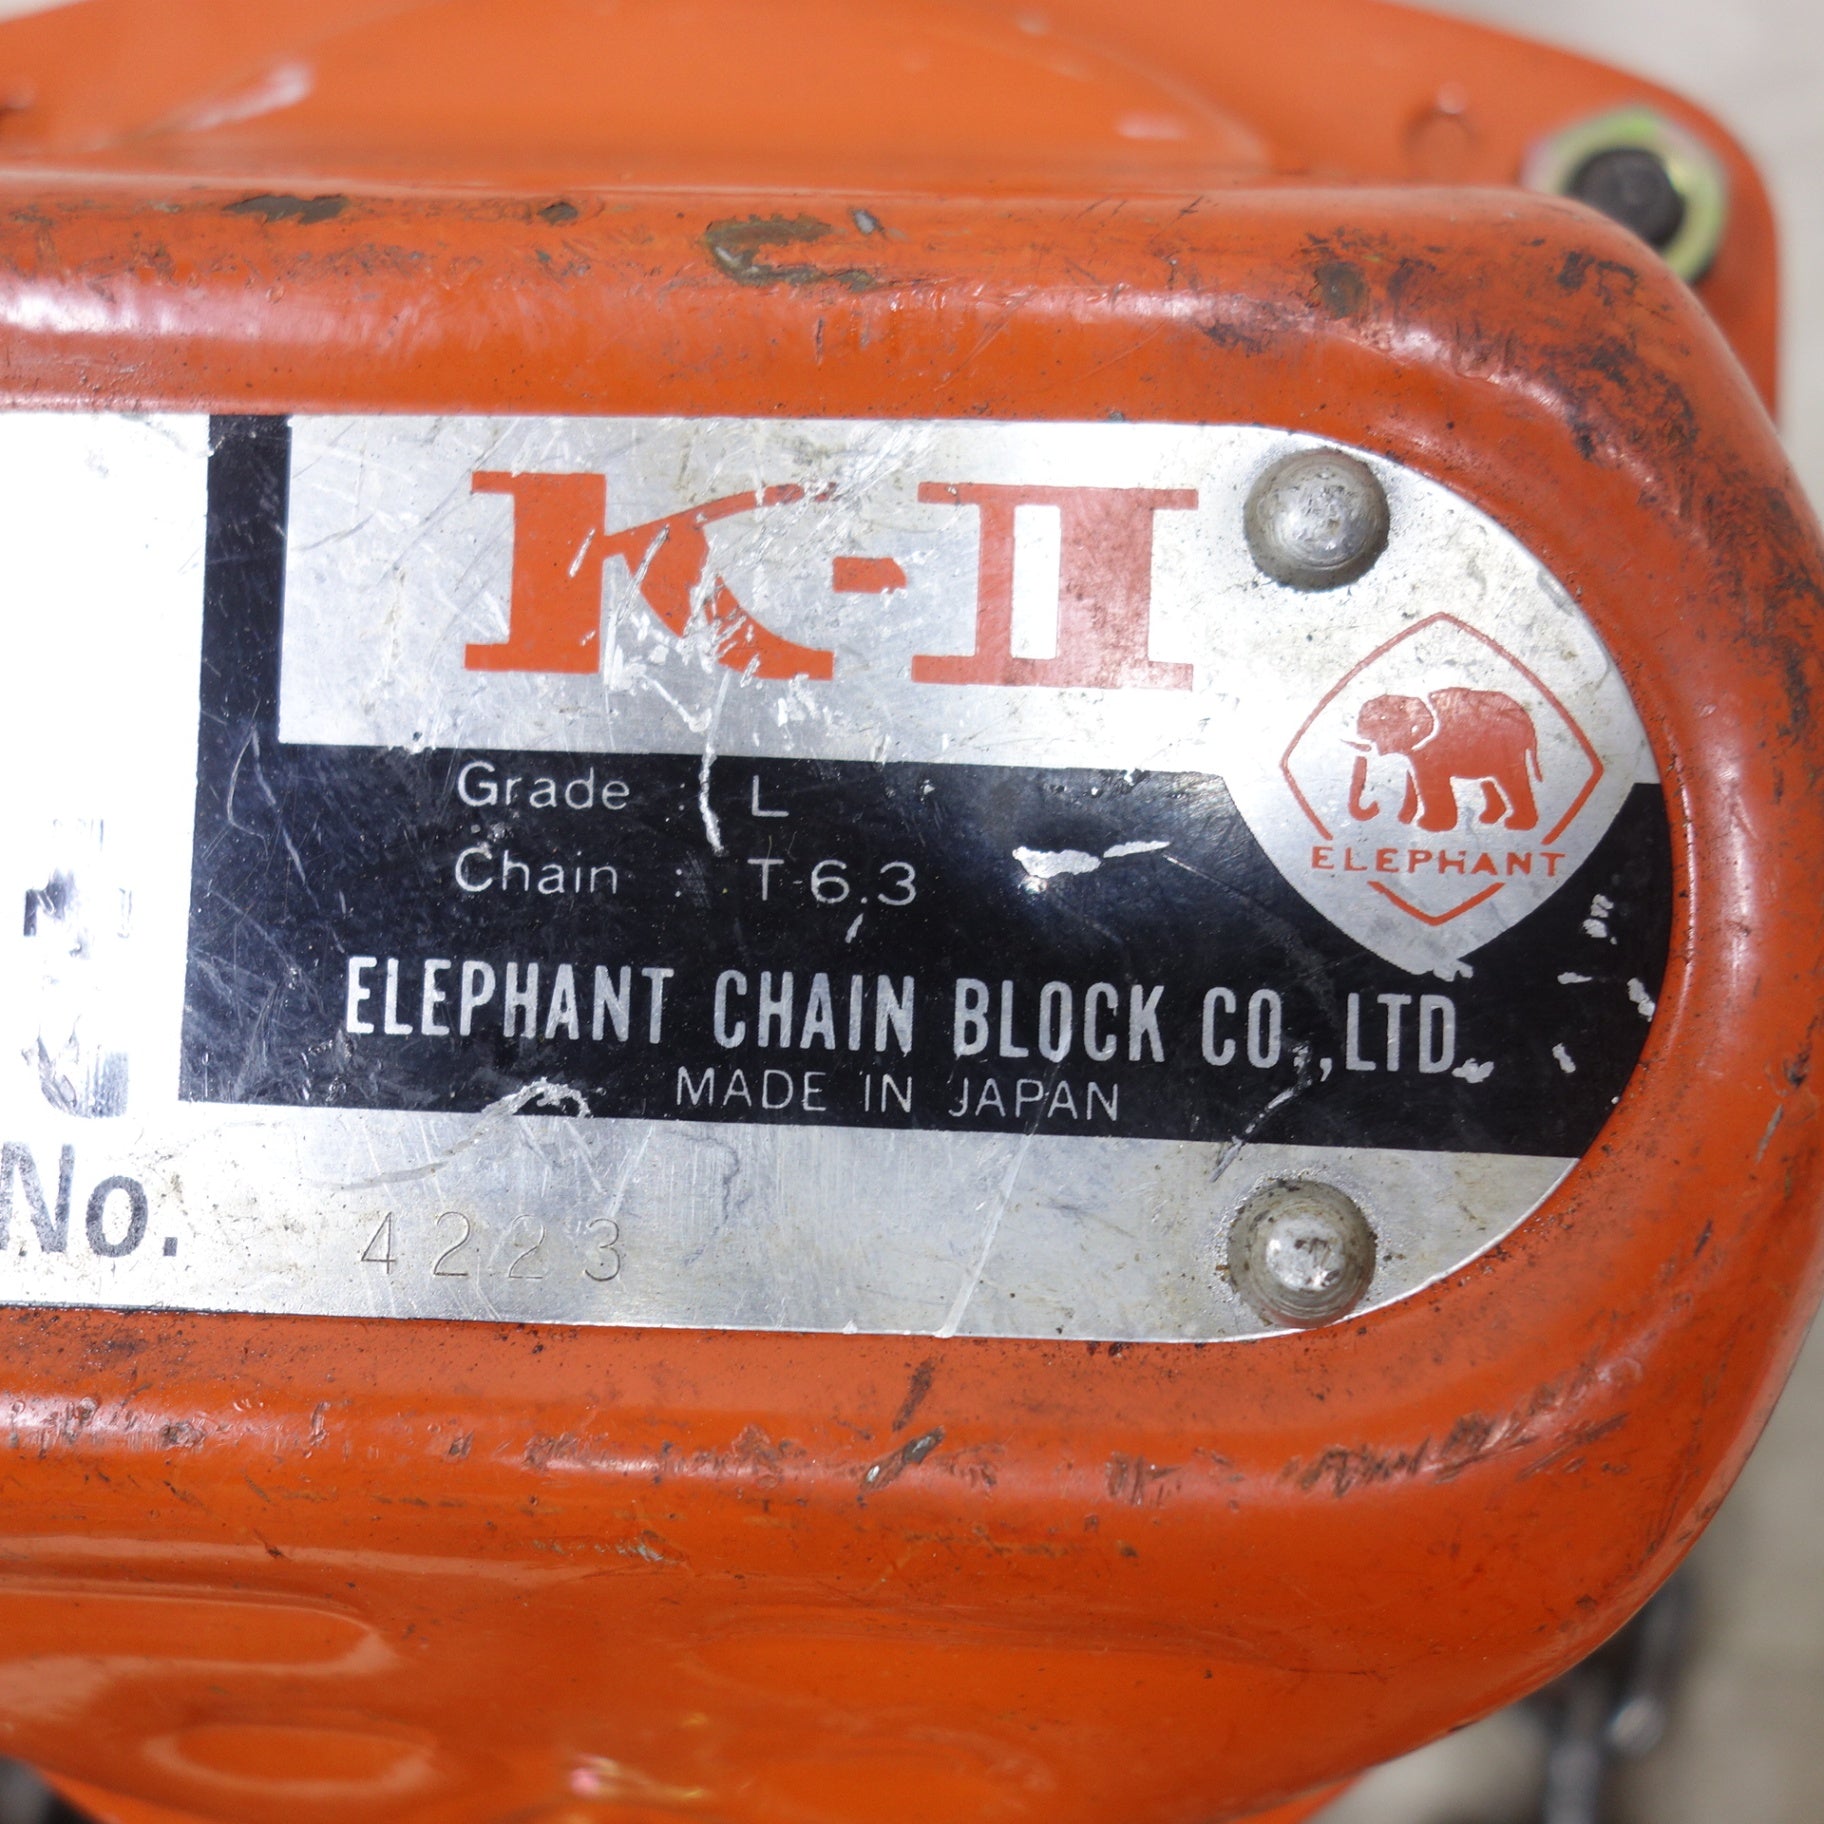 K-II
Grade : L
Chain : T-6.3
ELEPHANT
ELEPHANT CHAIN BLOCK CO.,LTD.
MADE IN JAPAN
No. 4223